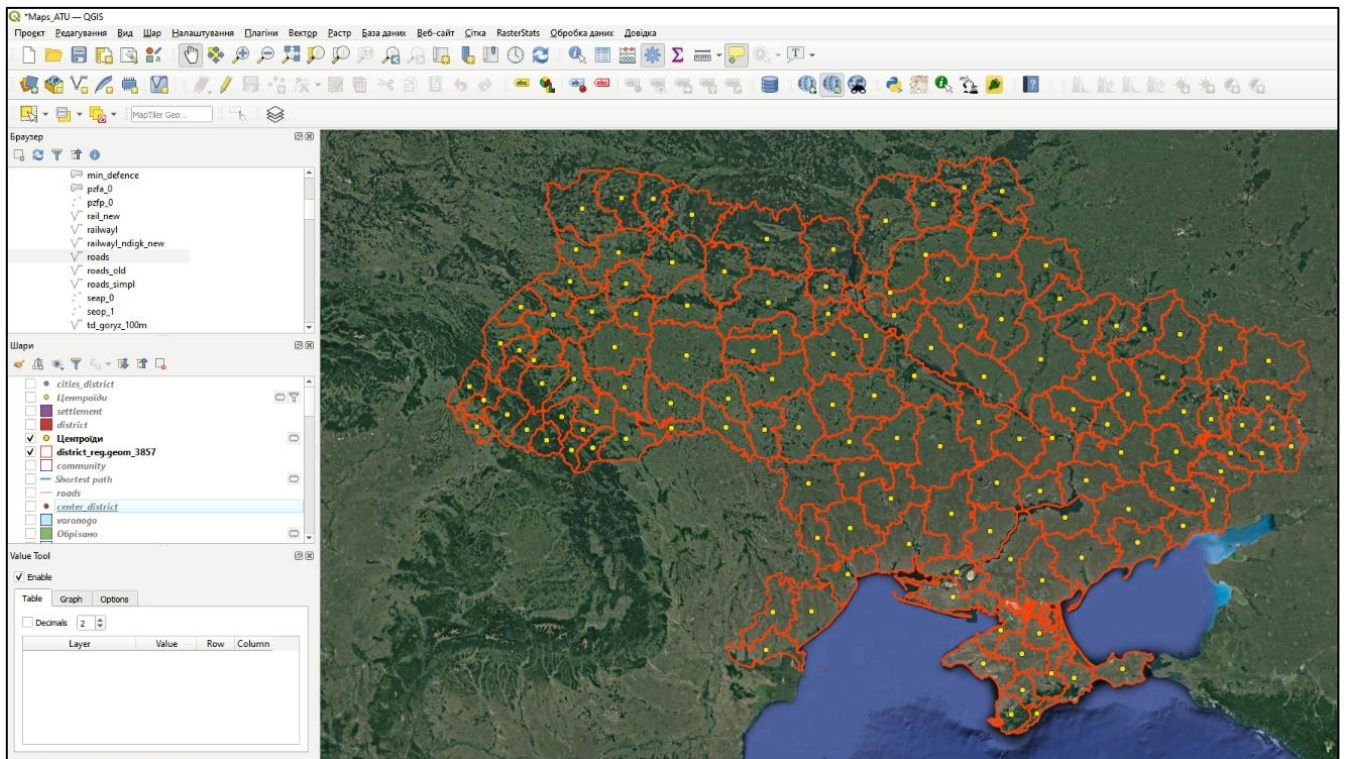 *Maps_ATU — QGIS
Проєкт Редагування Вид Шар Налаштування Плагіни Вектор Растр База даних Веб-сайт Сітка RasterStats Обробка даних Довідка
MapTiler Geo...
Браузер
min_defence
pzfa_0
pzfp_0
rail_new
railwayl
railwayl_ndigk_new
roads
roads_old
roads_simpl
seap_0
seop_1
td_goryz_100m
Шари
cities_district
Центроїди
settlement
district
Центроїди
district_reg.geom_3857
community
Shortest path
roads
center_district
voronogo
Обрізано
Value Tool
Enable
Table Graph Options
Decimals 2
Layer Value Row Column